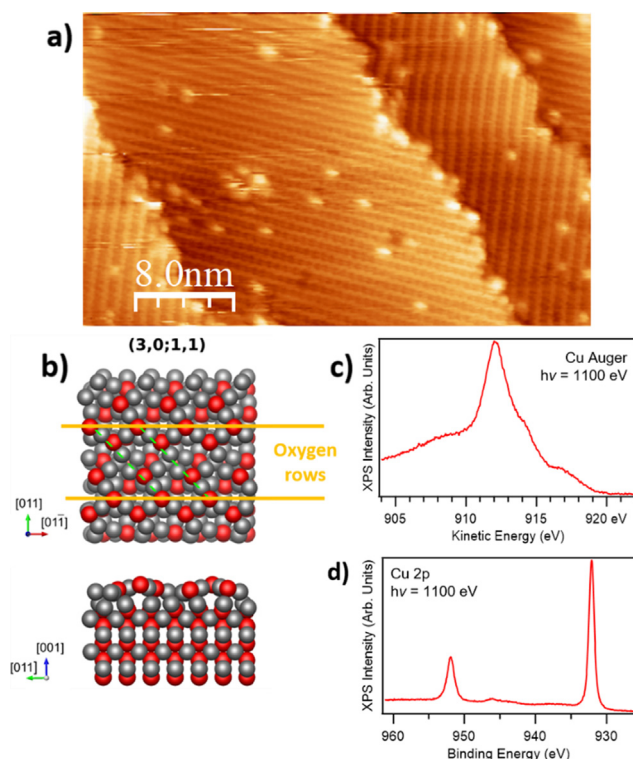 a)
8.0nm
b)
(3,0;1,1)
Oxygen
rows
[011]
[011̅]
[001]
[011]
c)
Cu Auger
hν = 1100 eV
XPS Intensity (Arb. Units)
905 910 915 920 eV
Kinetic Energy (eV)
d)
Cu 2p
hν = 1100 eV
XPS Intensity (Arb. Units)
960 950 940 930
Binding Energy (eV)